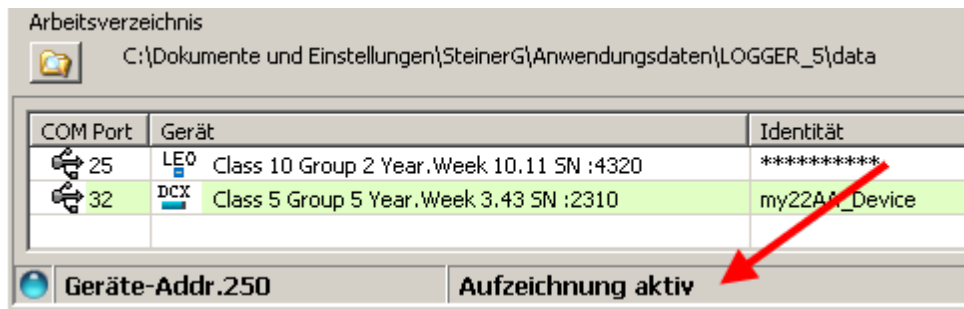 Arbeitsverzeichnis
C:\Dokumente und Einstellungen\SteinerG\Anwendungsdaten\LOGGER_5\data
COM Port Gerät Identität
25 LEO Class 10 Group 2 Year.Week 10.11 SN :4320 **********
32 DCX Class 5 Group 5 Year.Week 3.43 SN :2310 my22AA_Device
Geräte-Addr.250 Aufzeichnung aktiv